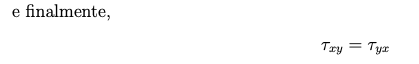 e finalmente,
τxy = τyx